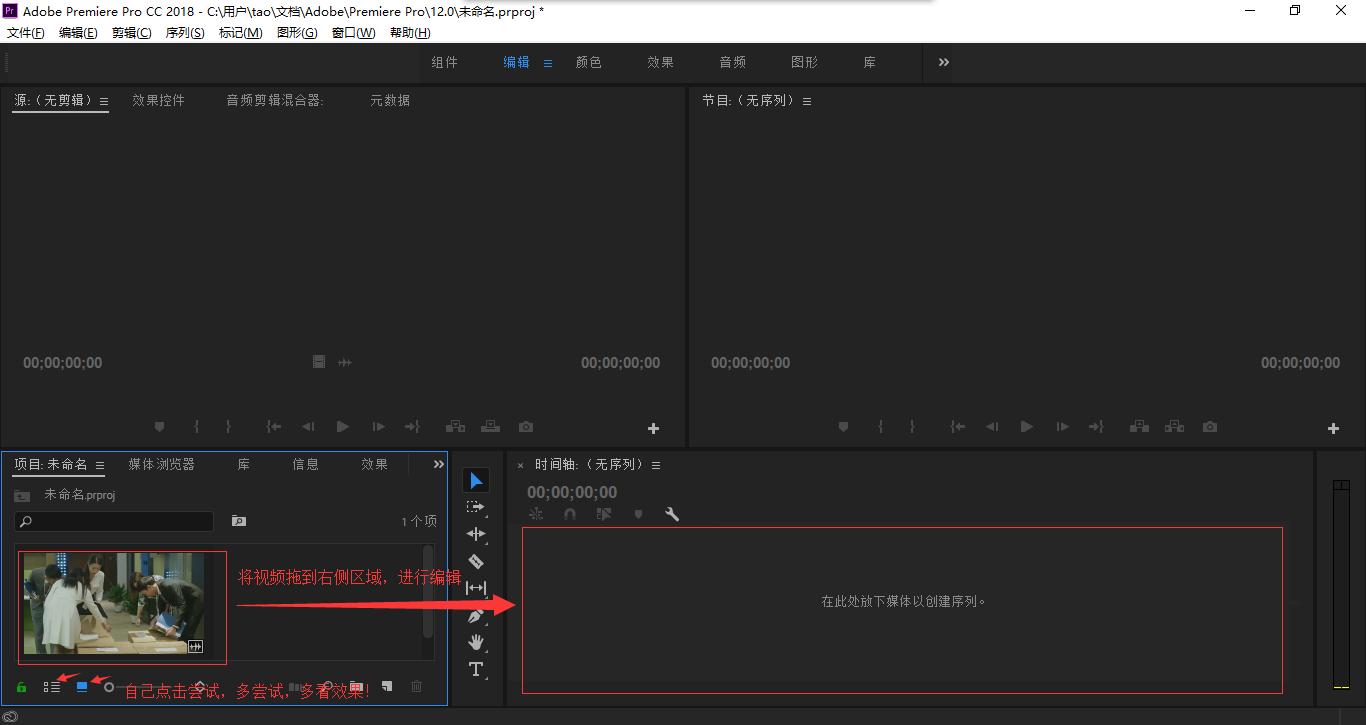 Pr Adobe Premiere Pro CC 2018 - C:\用户\tao\文档\Adobe\Premiere Pro\12.0\未命名.prproj *
文件(F) 编辑(E) 剪辑(C) 序列(S) 标记(M) 图形(G) 窗口(W) 帮助(H)
组件 编辑 颜色 效果 音频 图形 库
源:（无剪辑） 效果控件 音频剪辑混合器: 元数据
节目:（无序列）
00;00;00;00 00;00;00;00
00;00;00;00 00;00;00;00
项目: 未命名 媒体浏览器 库 信息 效果
未命名.prproj
1 个项
将视频拖到右侧区域，进行编辑
自己点击尝试，多尝试，多看效果！
× 时间轴:（无序列）
00;00;00;00
在此处放下媒体以创建序列。